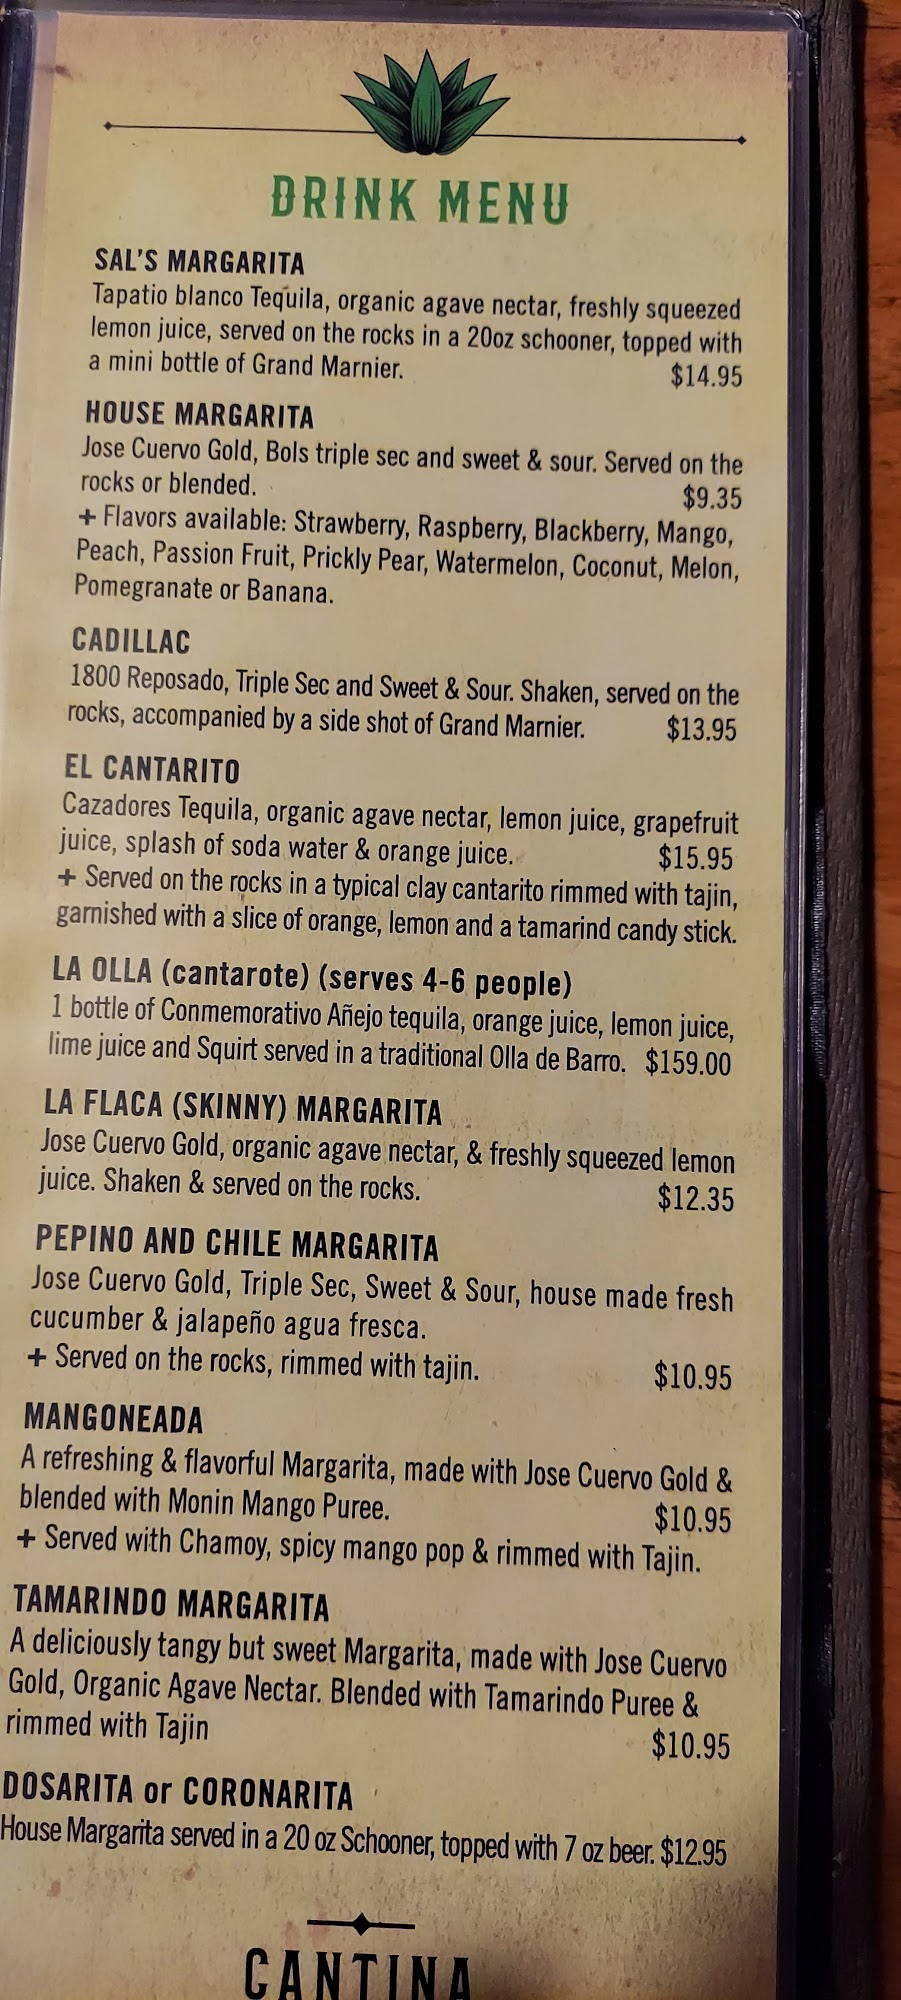 DRINK MENU
SAL'S MARGARITA
Tapatio blanco Tequila, organic agave nectar, freshly squeezed
lemon juice, served on the rocks in a 20oz schooner, topped with
a mini bottle of Grand Marnier. $14.95
HOUSE MARGARITA
Jose Cuervo Gold, Bols triple sec and sweet & sour. Served on the
rocks or blended. $9.35
+ Flavors available: Strawberry, Raspberry, Blackberry, Mango,
Peach, Passion Fruit, Prickly Pear, Watermelon, Coconut, Melon,
Pomegranate or Banana.
CADILLAC
1800 Reposado, Triple Sec and Sweet & Sour. Shaken, served on the
rocks, accompanied by a side shot of Grand Marnier. $13.95
EL CANTARITO
Cazadores Tequila, organic agave nectar, lemon juice, grapefruit
juice, splash of soda water & orange juice. $15.95
+ Served on the rocks in a typical clay cantarito rimmed with tajin,
garnished with a slice of orange, lemon and a tamarind candy stick.
LA OLLA (cantarote) (serves 4-6 people)
1 bottle of Conmemorativo Añejo tequila, orange juice, lemon juice,
lime juice and Squirt served in a traditional Olla de Barro. $159.00
LA FLACA (SKINNY) MARGARITA
Jose Cuervo Gold, organic agave nectar, & freshly squeezed lemon
juice. Shaken & served on the rocks. $12.35
PEPINO AND CHILE MARGARITA
Jose Cuervo Gold, Triple Sec, Sweet & Sour, house made fresh
cucumber & jalapeño agua fresca.
+ Served on the rocks, rimmed with tajin. $10.95
MANGONEADA
A refreshing & flavorful Margarita, made with Jose Cuervo Gold &
blended with Monin Mango Puree. $10.95
+ Served with Chamoy, spicy mango pop & rimmed with Tajin.
TAMARINDO MARGARITA
A deliciously tangy but sweet Margarita, made with Jose Cuervo
Gold, Organic Agave Nectar. Blended with Tamarindo Puree &
rimmed with Tajin $10.95
DOSARITA or CORONARITA
House Margarita served in a 20 oz Schooner, topped with 7 oz beer. $12.95
CANTINA